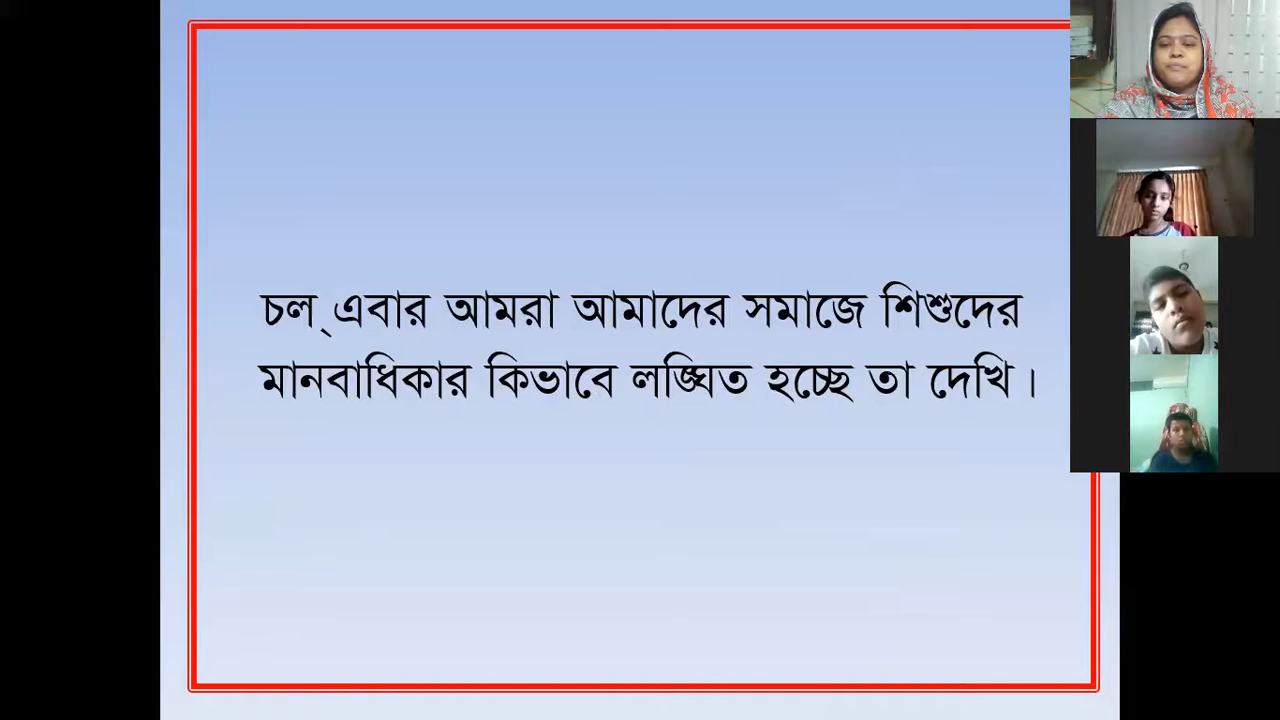 চল্ এবার আমরা আমাদের সমাজে শিশুদের
মানবাধিকার কিভাবে লঙ্ঘিত হচ্ছে তা দেখি।